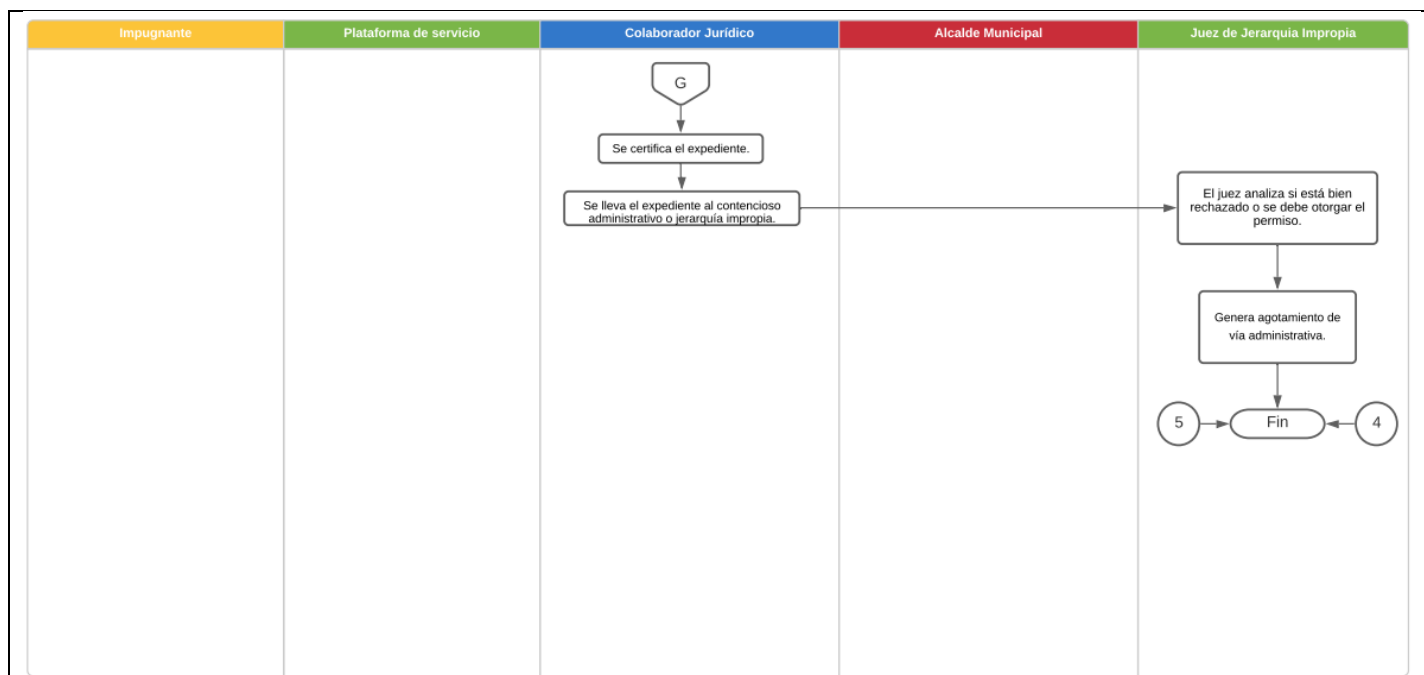 Impugnante
Plataforma de servicio
Colaborador Jurídico
Alcalde Municipal
Juez de Jerarquia Impropia
G
Se certifica el expediente.
Se lleva el expediente al contencioso
administrativo o jerarquía impropia.
El juez analiza si está bien
rechazado o se debe otorgar el
permiso.
Genera agotamiento de
vía administrativa.
5
Fin
4